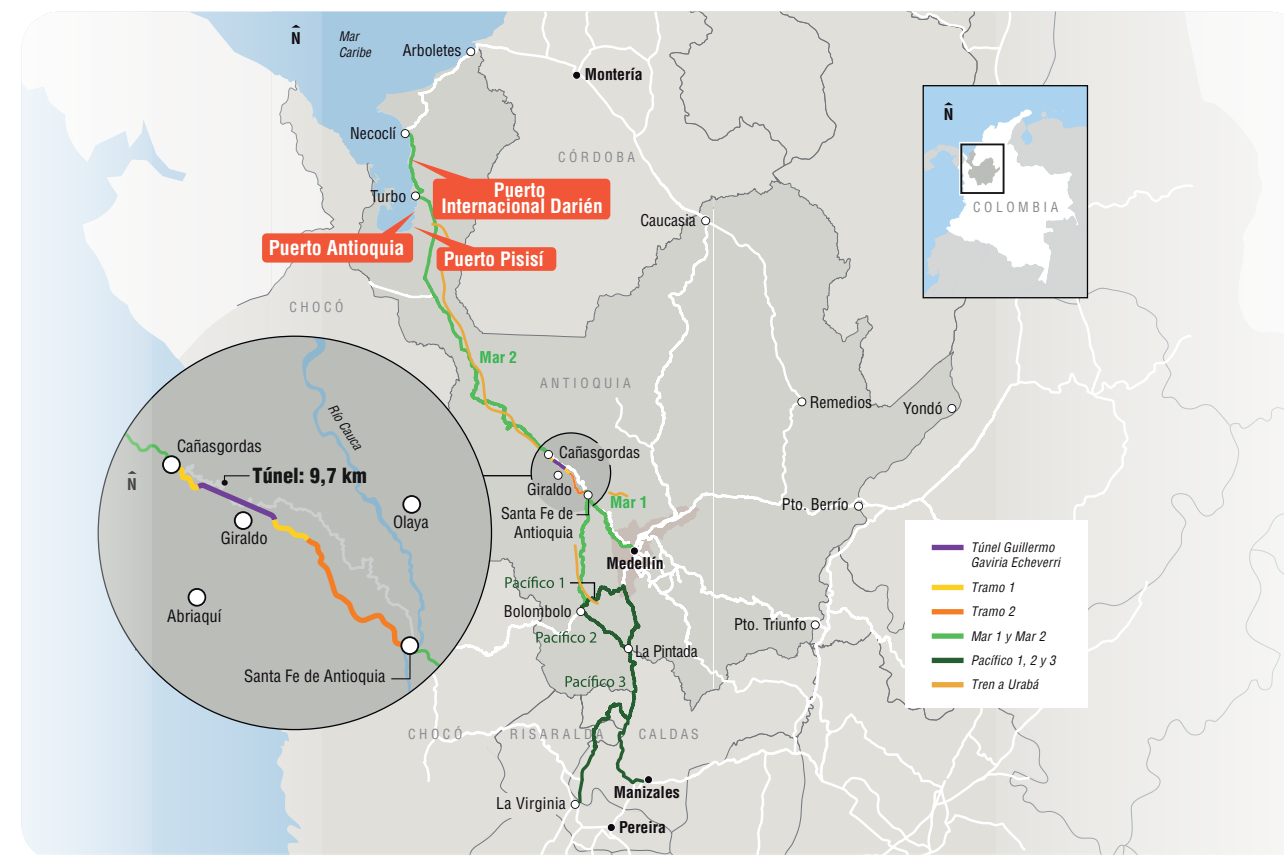 N
Mar
Caribe
Arboletes
Montería
Necoclí
CÓRDOBA
Turbo
Puerto
Internacional Darién
Puerto Antioquia
Puerto Pisisí
Caucasia
N
COLOMBIA
CHOCÓ
Mar 2
ANTIOQUIA
Remedios
Yondó
Cañasgordas
Giraldo
Mar 1
Santa Fe de
Antioquia
Pto. Berrío
Medellín
Pacífico 1
Bolombolo
Pacífico 2
La Pintada
Pto. Triunfo
Pacífico 3
CHOCÓ
RISARALDA
CALDAS
Manizales
La Virginia
Pereira
Río Cauca
Cañasgordas
N
Túnel: 9,7 km
Olaya
Giraldo
Abriaquí
Santa Fe de Antioquia
Túnel Guillermo
Gaviria Echeverri
Tramo 1
Tramo 2
Mar 1 y Mar 2
Pacífico 1, 2 y 3
Tren a Urabá